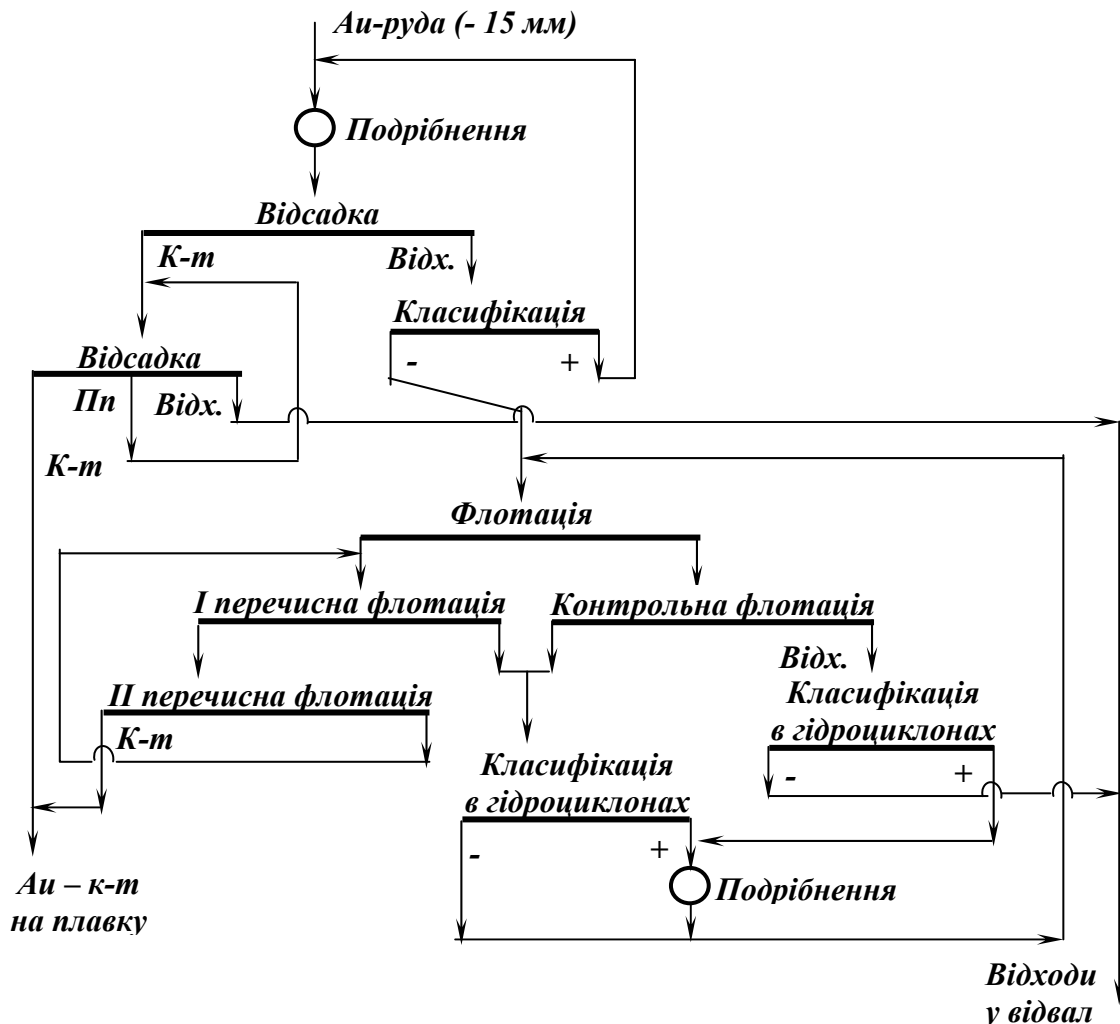 Au-руда (- 15 мм)
Подрібнення
Відсадка
К-т
Відх.
Класифікація
-
+
Відсадка
Пп
Відх.
К-т
Флотація
I перечисна флотація
Контрольна флотація
Відх.
II перечисна флотація
К-т
Класифікація
в гідроциклонах
-
+
Класифікація
в гідроциклонах
-
+
Подрібнення
Au – к-т
на плавку
Відходи
у відвал